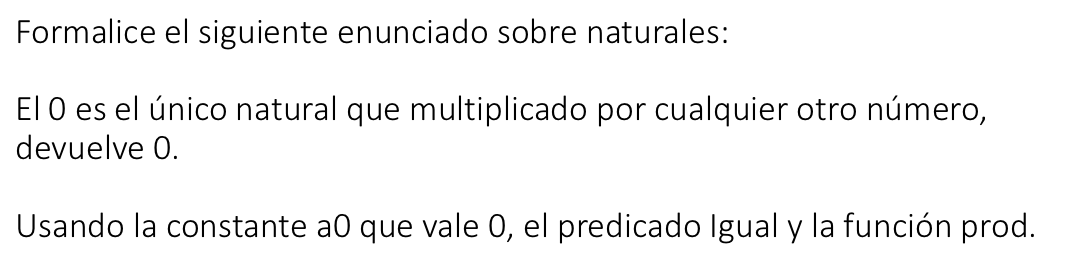 Formalice el siguiente enunciado sobre naturales:
El 0 es el único natural que multiplicado por cualquier otro número,
devuelve 0.
Usando la constante a0 que vale 0, el predicado Igual y la función prod.